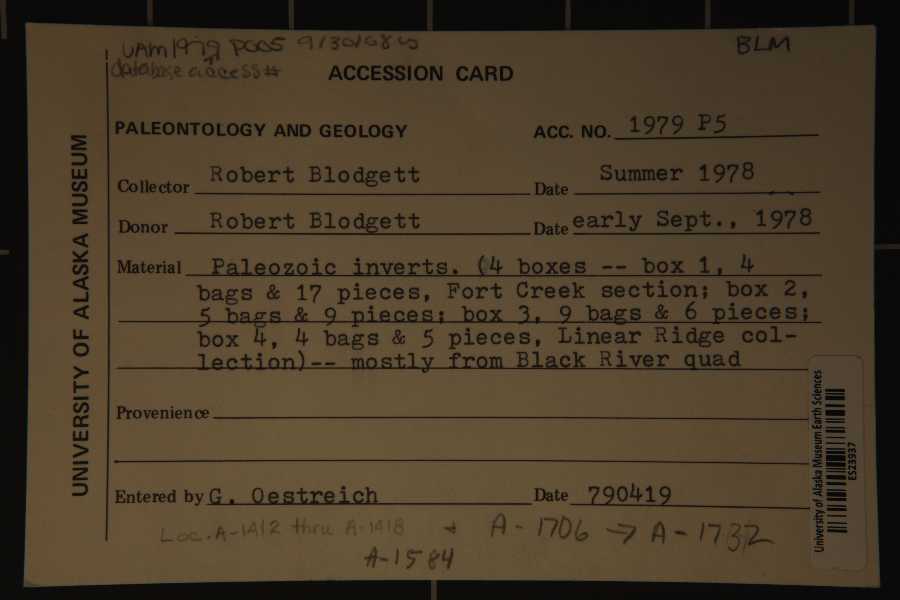 UAM 1979 P005 9/30/08
BLM
database access#
ACCESSION CARD
PALEONTOLOGY AND GEOLOGY
ACC. NO. 1979 P5
Collector Robert Blodgett Date Summer 1978
Donor Robert Blodgett Date early Sept., 1978
Material Paleozoic inverts. (4 boxes -- box 1, 4
bags & 17 pieces, Fort Creek section; box 2,
5 bags & 9 pieces; box 3, 9 bags & 6 pieces;
box 4, 4 bags & 5 pieces, Linear Ridge col-
lection)-- mostly from Black River quad
Provenience
Entered by G. Oestreich Date 790419
Loc. A-1412 thru A-1418 + A-1706 → A-1732
A-1584
UNIVERSITY OF ALASKA MUSEUM
University of Alaska Museum Earth Sciences
ES23937